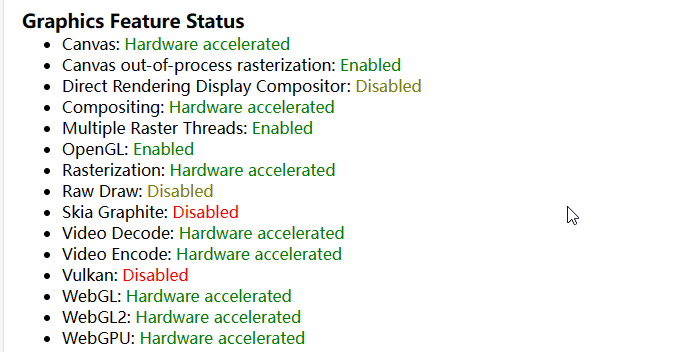 Graphics Feature Status
• Canvas: Hardware accelerated
• Canvas out-of-process rasterization: Enabled
• Direct Rendering Display Compositor: Disabled
• Compositing: Hardware accelerated
• Multiple Raster Threads: Enabled
• OpenGL: Enabled
• Rasterization: Hardware accelerated
• Raw Draw: Disabled
• Skia Graphite: Disabled
• Video Decode: Hardware accelerated
• Video Encode: Hardware accelerated
• Vulkan: Disabled
• WebGL: Hardware accelerated
• WebGL2: Hardware accelerated
• WebGPU: Hardware accelerated